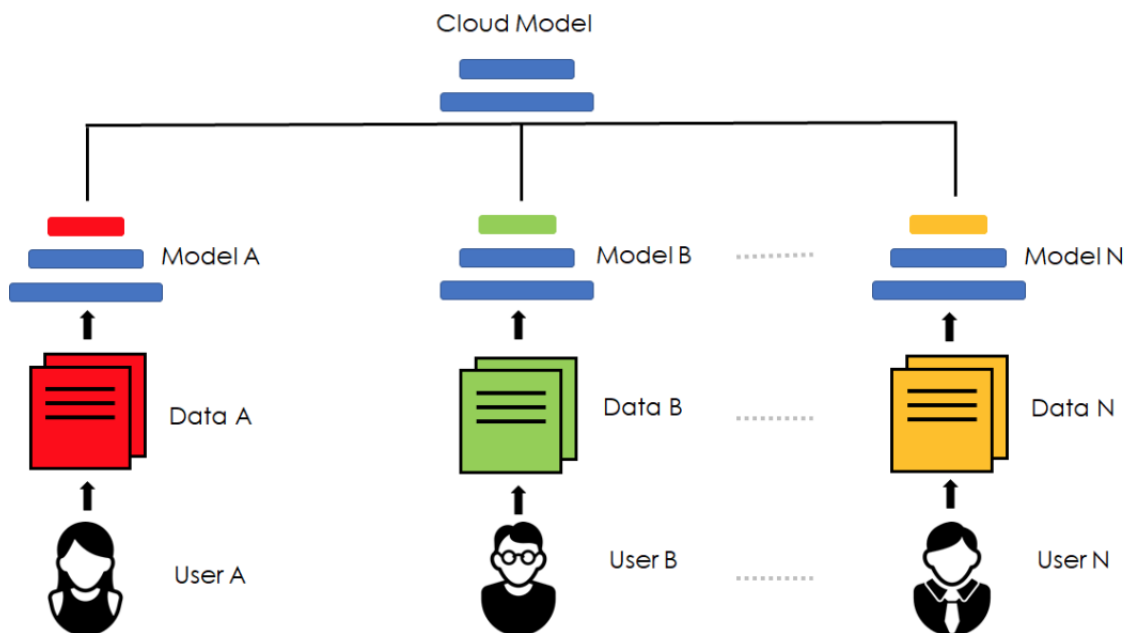 Cloud Model
Model A
Model B
Model N
Data A
Data B
Data N
User A
User B
User N